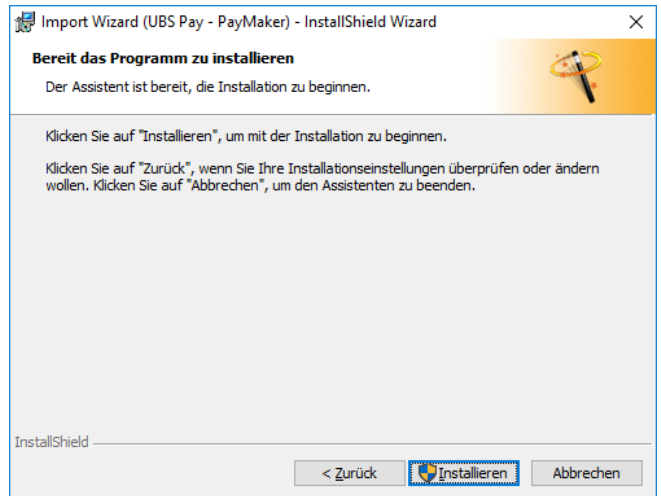 Import Wizard (UBS Pay - PayMaker) - InstallShield Wizard
Bereit das Programm zu installieren
Der Assistent ist bereit, die Installation zu beginnen.
Klicken Sie auf "Installieren", um mit der Installation zu beginnen.
Klicken Sie auf "Zurück", wenn Sie Ihre Installationseinstellungen überprüfen oder ändern
wollen. Klicken Sie auf "Abbrechen", um den Assistenten zu beenden.
InstallShield
< Zurück Installieren Abbrechen